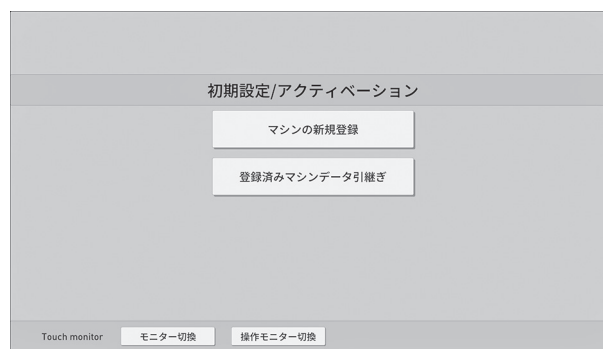 初期設定/アクティベーション
マシンの新規登録
登録済みマシンデータ引継ぎ
Touch monitor モニター切換 操作モニター切換